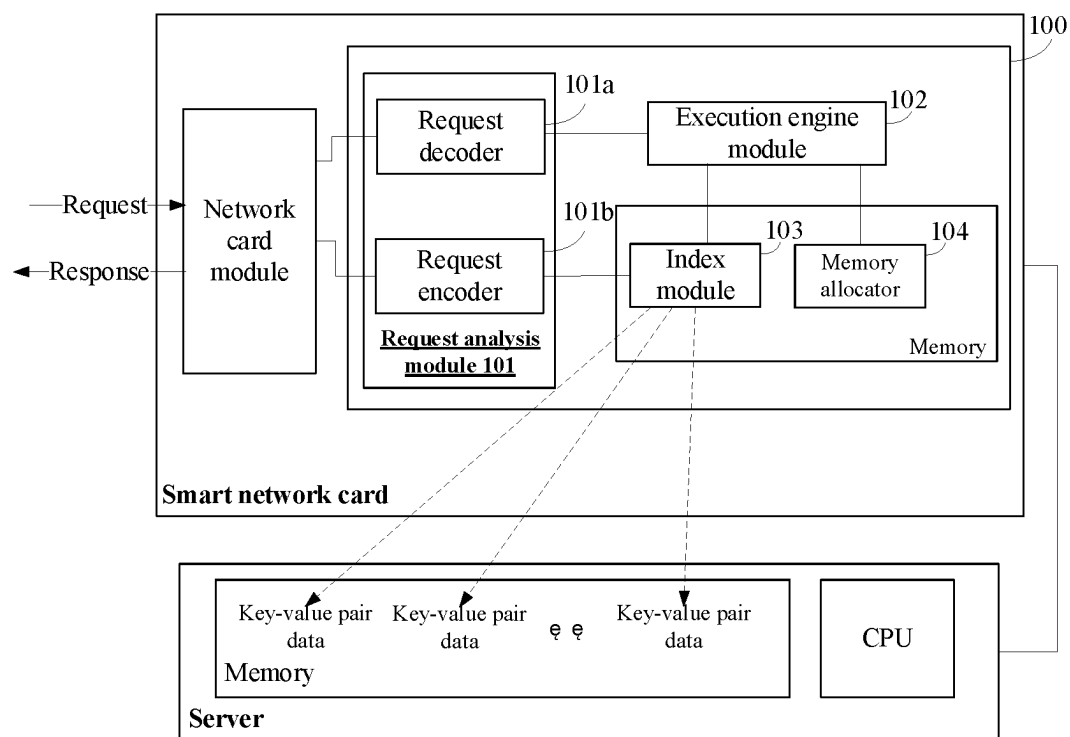 100
101a
Request
decoder
102
Execution engine
module
Request
Response
Network
card
module
101b
Request
encoder
103
Index
module
104
Memory
allocator
Request analysis
module 101
Memory
Smart network card
Key-value pair
data
Key-value pair
data
ę ę
Key-value pair
data
Memory
CPU
Server